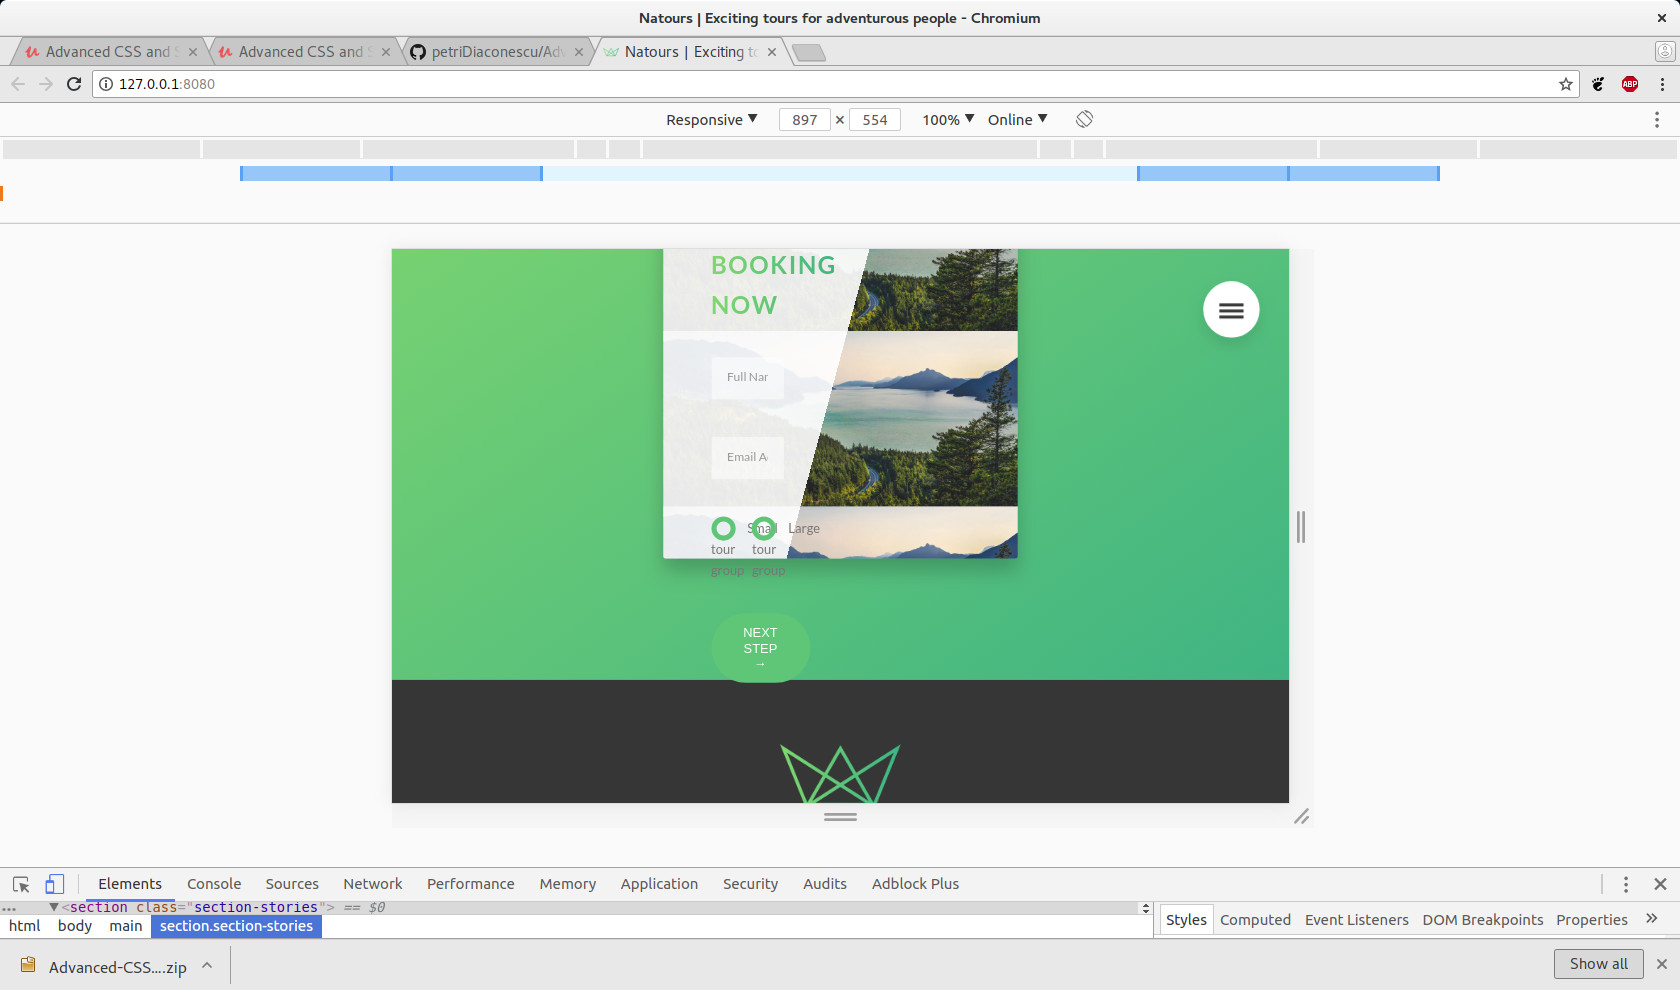 Natours | Exciting tours for adventurous people - Chromium
Advanced CSS and S
Advanced CSS and S
petriDiaconescu/Adv
Natours | Exciting to
127.0.0.1:8080
ABP
Responsive
897 × 554
100%
Online
BOOKING
NOW
Full Nar
Email A
Small Large
tour tour
group group
NEXT
STEP
→
Elements Console Sources Network Performance Memory Application Security Audits Adblock Plus
... ▼<section class="section-stories"> == $0
html body main section.section-stories
Styles Computed Event Listeners DOM Breakpoints Properties »
Advanced-CSS....zip
Show all